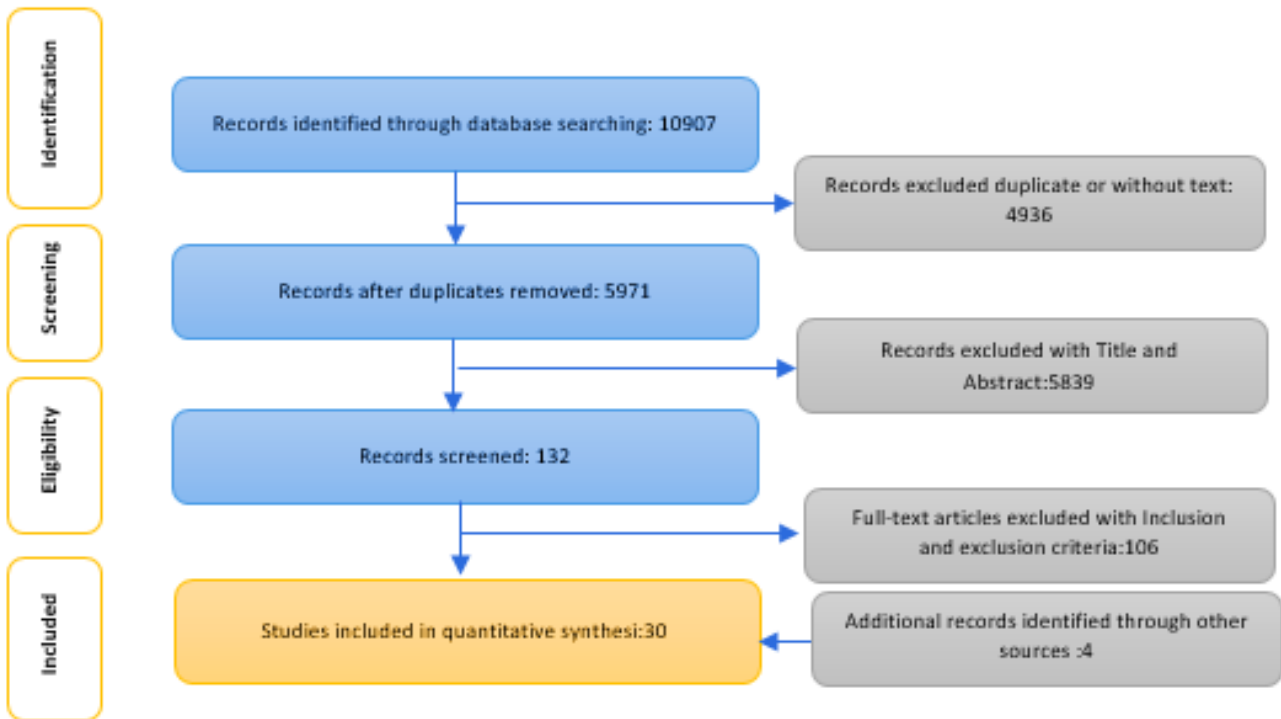 Identification
Records identified through database searching: 10907
Records excluded duplicate or without text:
4936
Screening
Records after duplicates removed: 5971
Records excluded with Title and
Abstract:5839
Eligibility
Records screened: 132
Full-text articles excluded with Inclusion
and exclusion criteria:106
Included
Studies included in quantitative synthesi:30
Additional records identified through other
sources :4